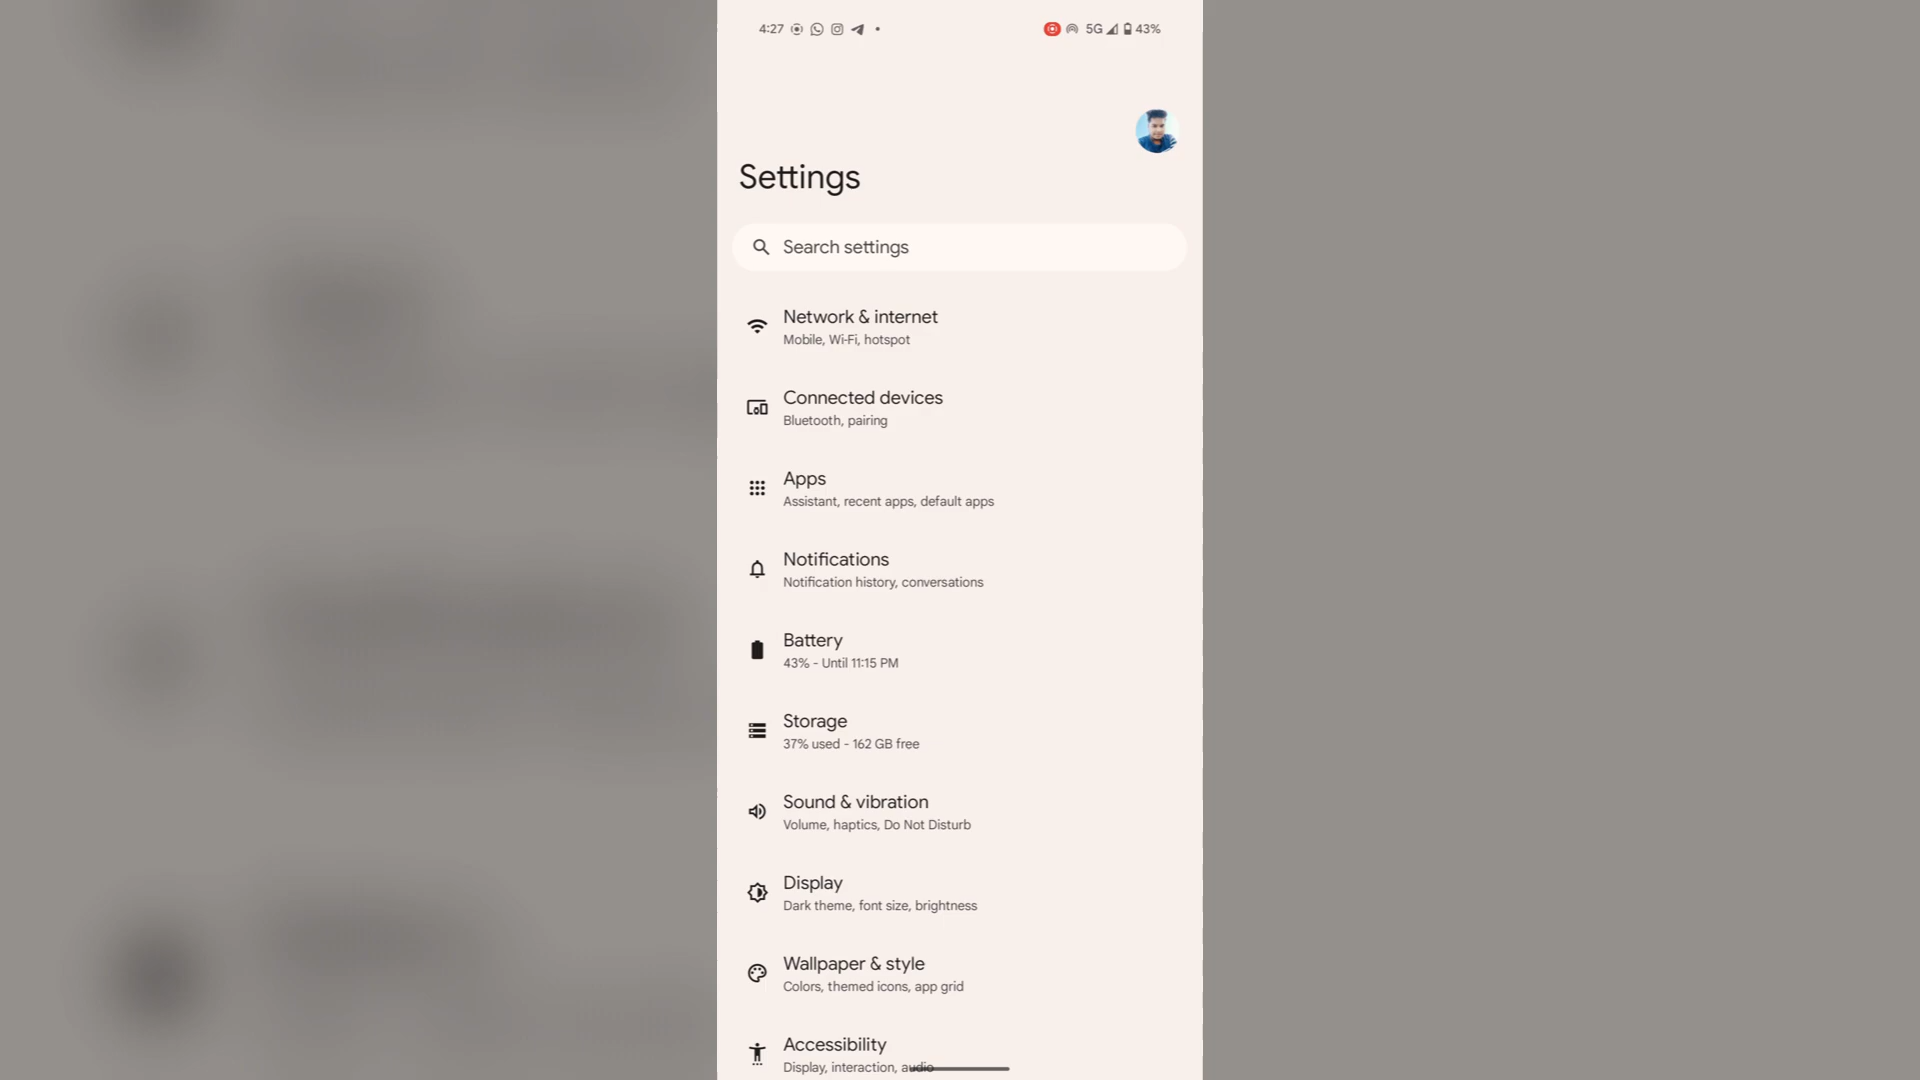 4:27 5G 43%
Settings
Search settings
Network & internet
Mobile, Wi-Fi, hotspot
Connected devices
Bluetooth, pairing
Apps
Assistant, recent apps, default apps
Notifications
Notification history, conversations
Battery
43% - Until 11:15 PM
Storage
37% used - 162 GB free
Sound & vibration
Volume, haptics, Do Not Disturb
Display
Dark theme, font size, brightness
Wallpaper & style
Colors, themed icons, app grid
Accessibility
Display, interaction, audio